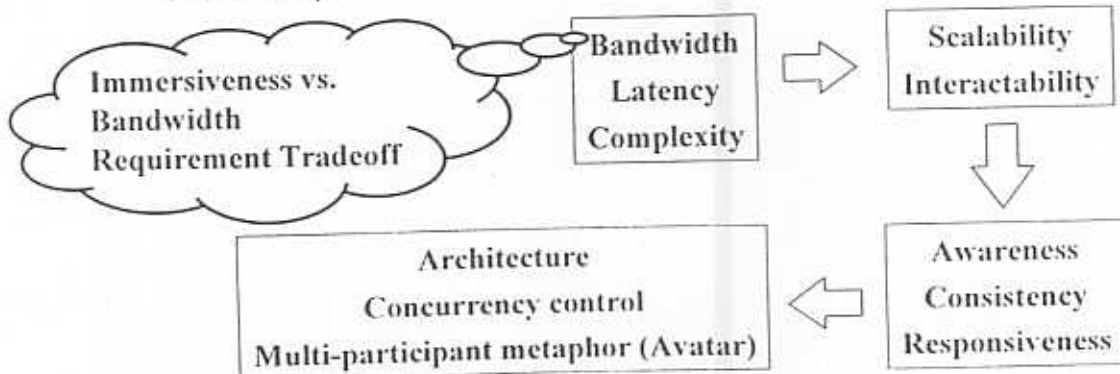 Immersiveness vs.
Bandwidth
Requirement Tradeoff
Bandwidth
Latency
Complexity
Scalability
Interactability
Awareness
Consistency
Responsiveness
Architecture
Concurrency control
Multi-participant metaphor (Avatar)